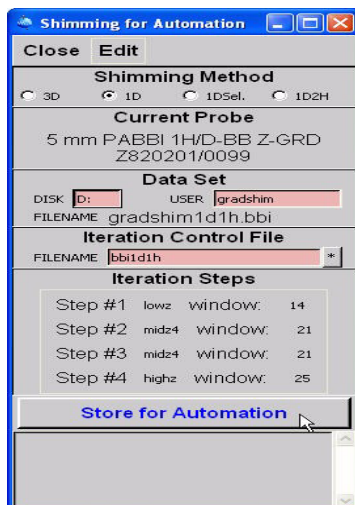 Shimming for Automation
Close Edit
Shimming Method
3D 1D 1DSel. 1D2H
Current Probe
5 mm PABBI 1H/D-BB Z-GRD
Z820201/0099
Data Set
DISK D: USER gradshim
FILENAME gradshim1d1h.bbi
Iteration Control File
FILENAME bbi1d1h *
Iteration Steps
Step #1 lowz window: 14
Step #2 midz4 window: 21
Step #3 midz4 window: 21
Step #4 highz window: 25
Store for Automation